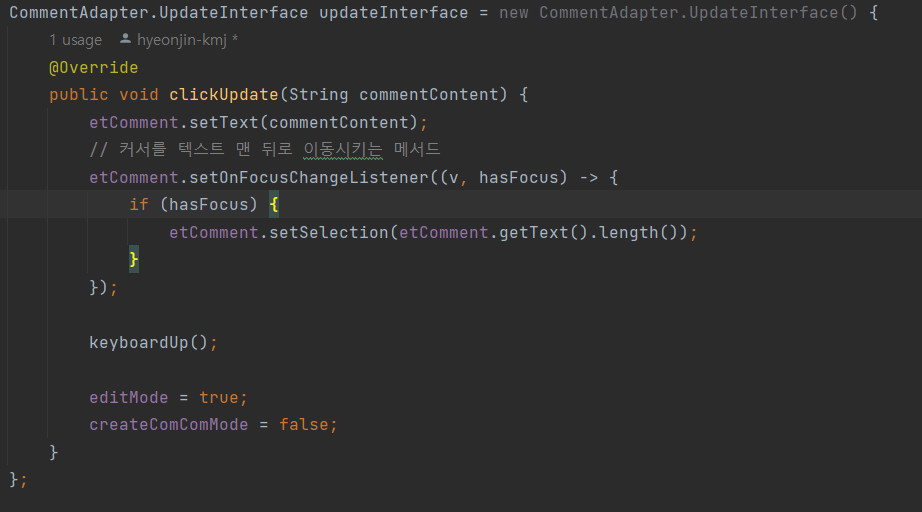 CommentAdapter.UpdateInterface updateInterface = new CommentAdapter.UpdateInterface() {
1 usage hyeonjin-kmj *
@Override
public void clickUpdate(String commentContent) {
etComment.setText(commentContent);
// 커서를 텍스트 맨 뒤로 이동시키는 메서드
etComment.setOnFocusChangeListener((v, hasFocus) -> {
if (hasFocus) {
etComment.setSelection(etComment.getText().length());
}
});
keyboardUp();
editMode = true;
createComComMode = false;
}
};